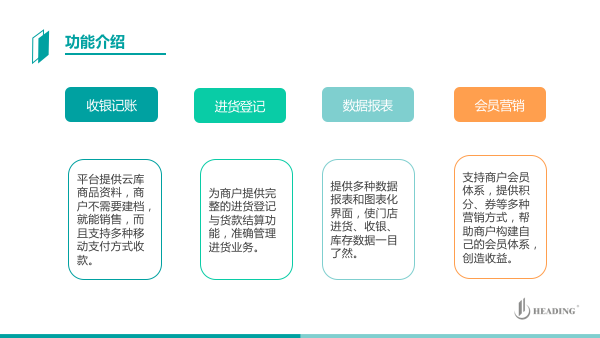 功能介绍
收银记账
进货登记
数据报表
会员营销
平台提供云库
商品资料，商
户不需要建档，
就能销售，而
且支持多种移
动支付方式收
款。
为商户提供完
整的进货登记
与货款结算功
能，准确管理
进货业务。
提供多种数据
报表和图表化
界面，使门店
进货、收银、
库存数据一目
了然。
支持商户会员
体系，提供积
分、券等多种
营销方式，帮
助商户构建自
己的会员体系，
创造收益。
HEADING